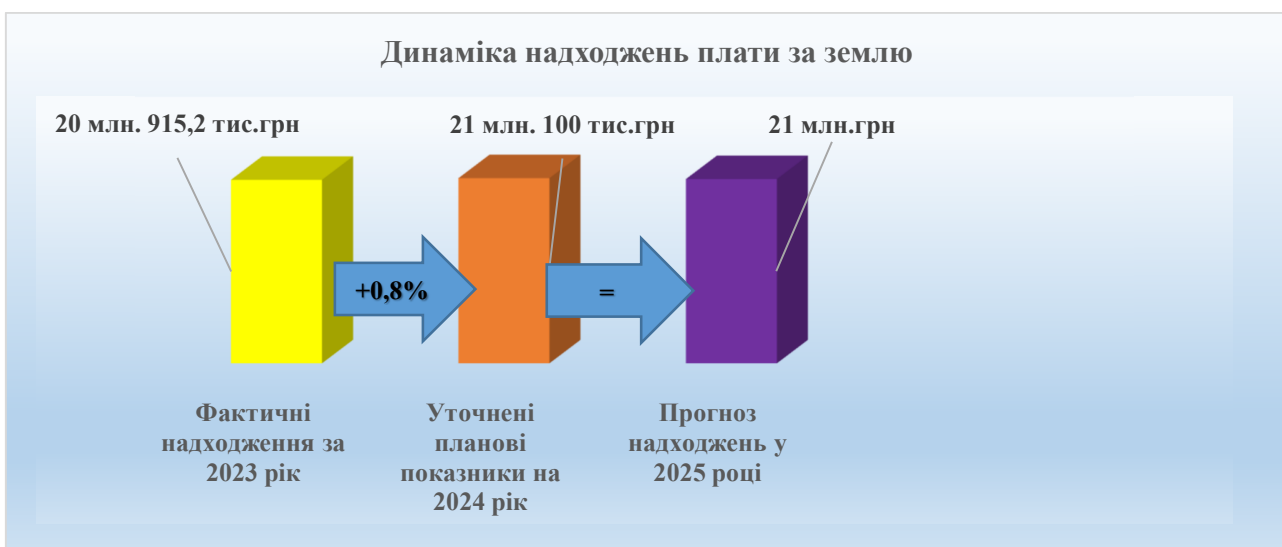 Динаміка надходжень плати за землю
20 млн. 915,2 тис.грн
21 млн. 100 тис.грн
21 млн.грн
+0,8%
=
Фактичні
надходження за
2023 рік
Уточнені
планові
показники на
2024 рік
Прогноз
надходжень у
2025 році